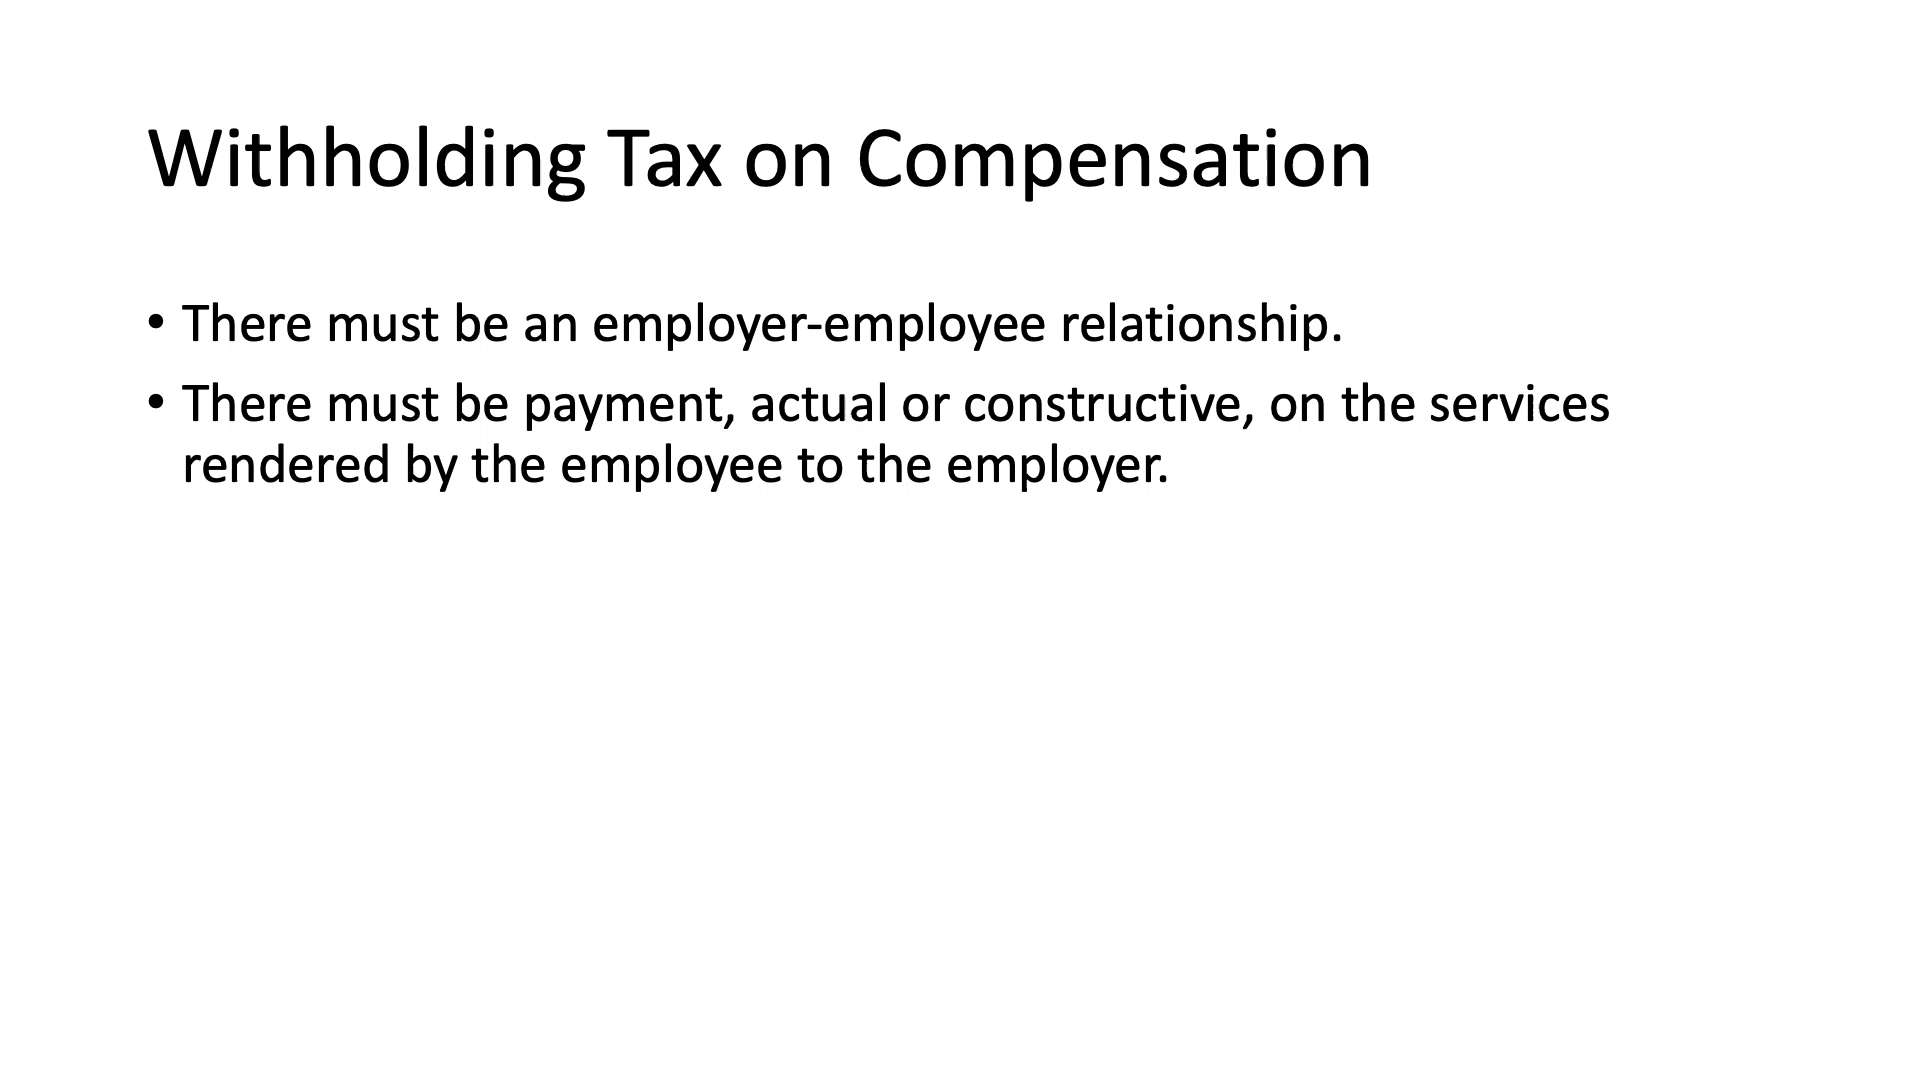 Withholding Tax on Compensation
• There must be an employer-employee relationship.
• There must be payment, actual or constructive, on the services
rendered by the employee to the employer.